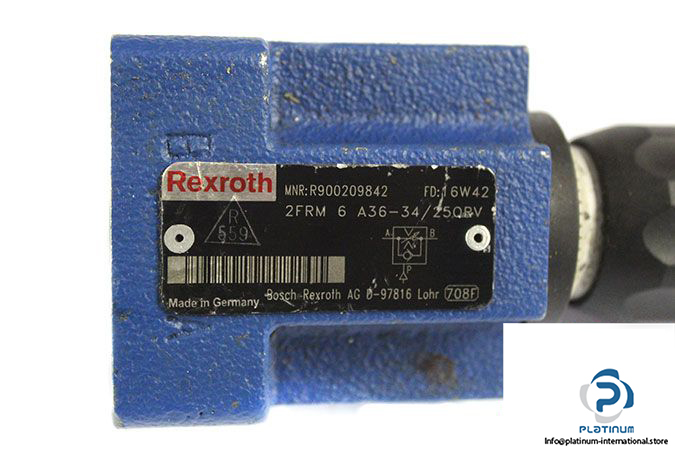 Rexroth
MNR:R900209842 FD:16W42
2FRM 6 A36-34/25QRV
R
559
A B
P
Made in Germany
Bosch Rexroth AG D-97816 Lohr 708F
PLATINUM
info@platinum-international.store